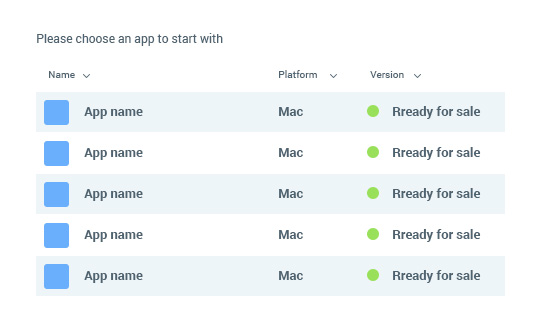 Please choose an app to start with
Name Platform Version
App name Mac Rready for sale
App name Mac Rready for sale
App name Mac Rready for sale
App name Mac Rready for sale
App name Mac Rready for sale